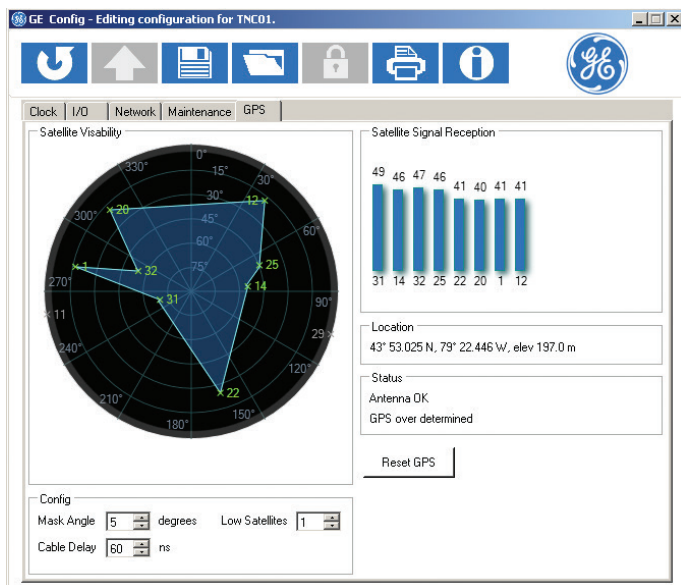 GE Config - Editing configuration for TNC01.
Clock I/O Network Maintenance GPS
Satellite Visability
0°
330° 15° 30°
20 12
300° 30° 60°
45°
60°
1 32 75° 25
270° 31 14 90°
11 29
240° 120°
22
210° 150°
180°
Satellite Signal Reception
49 46 47 46 41 40 41 41
31 14 32 25 22 20 1 12
Location
43° 53.025 N, 79° 22.446 W, elev 197.0 m
Status
Antenna OK
GPS over determined
Reset GPS
Config
Mask Angle 5 degrees Low Satellites 1
Cable Delay 60 ns